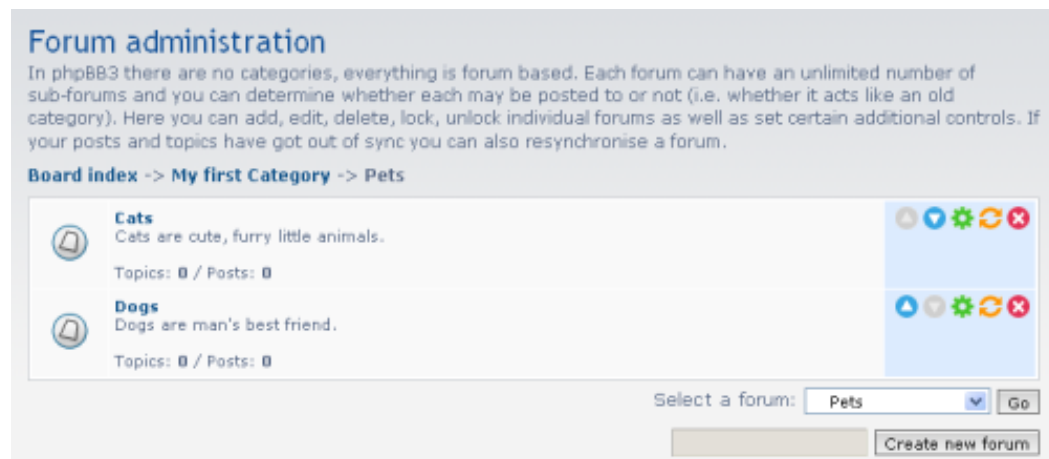 Forum administration
In phpBB3 there are no categories, everything is forum based. Each forum can have an unlimited number of
sub-forums and you can determine whether each may be posted to or not (i.e. whether it acts like an old
category). Here you can add, edit, delete, lock, unlock individual forums as well as set certain additional controls. If
your posts and topics have got out of sync you can also resynchronise a forum.
Board index -> My first Category -> Pets
Cats
Cats are cute, furry little animals.
Topics: 0 / Posts: 0
Dogs
Dogs are man's best friend.
Topics: 0 / Posts: 0
Select a forum: Pets Go
Create new forum